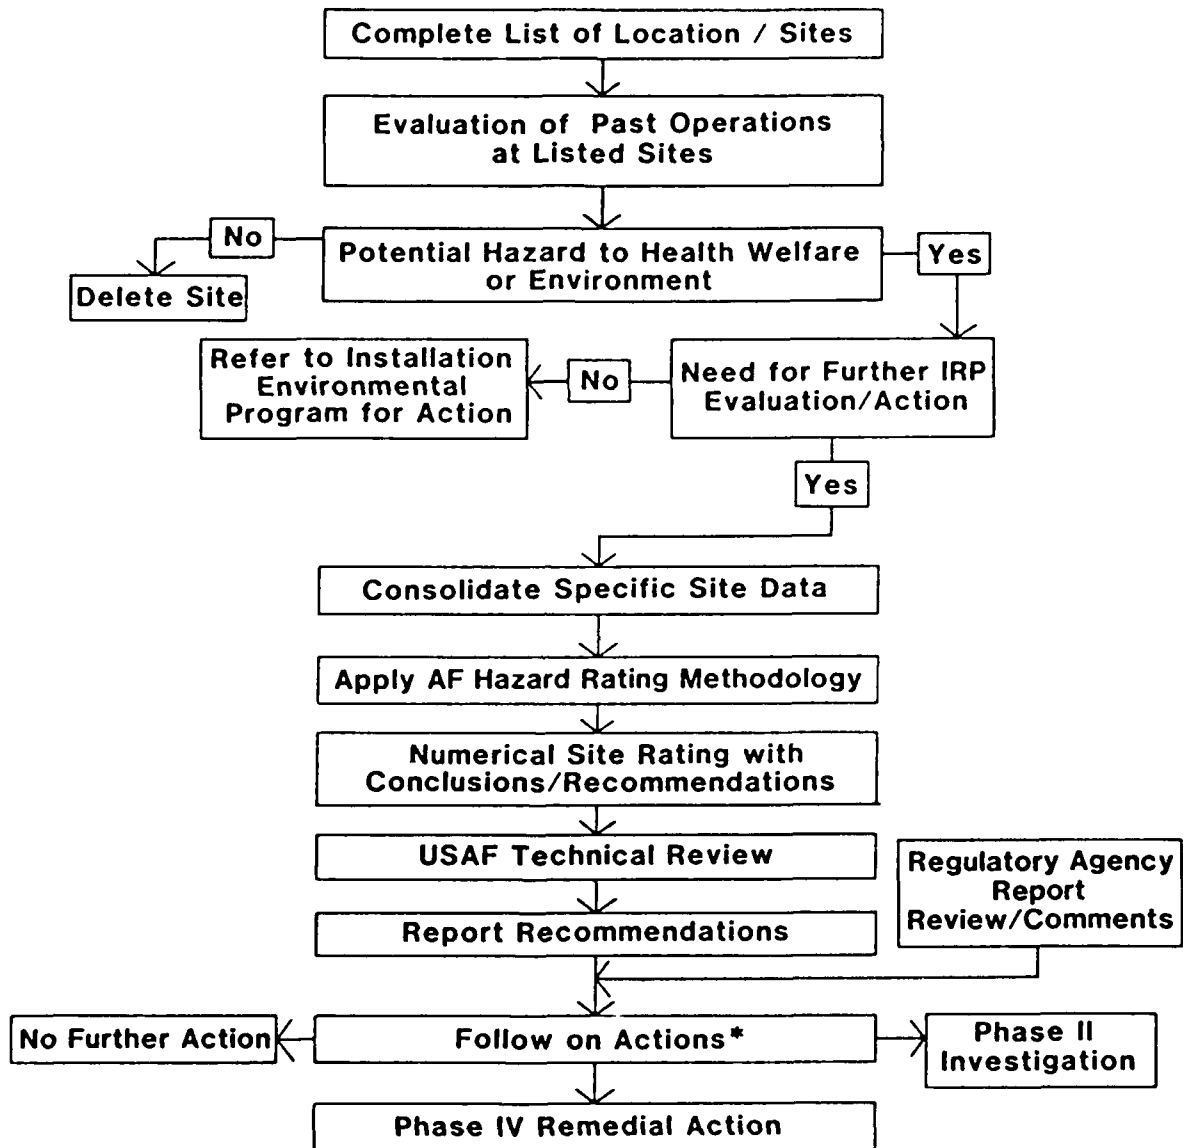 Complete List of Location / Sites
Evaluation of Past Operations
at Listed Sites
No
Potential Hazard to Health Welfare
or Environment
Yes
Delete Site
Refer to Installation
Environmental
Program for Action
No
Need for Further IRP
Evaluation/Action
Yes
Consolidate Specific Site Data
Apply AF Hazard Rating Methodology
Numerical Site Rating with
Conclusions/Recommendations
USAF Technical Review
Regulatory Agency
Report
Review/Comments
Report Recommendations
No Further Action
Follow on Actions*
Phase II
Investigation
Phase IV Remedial Action